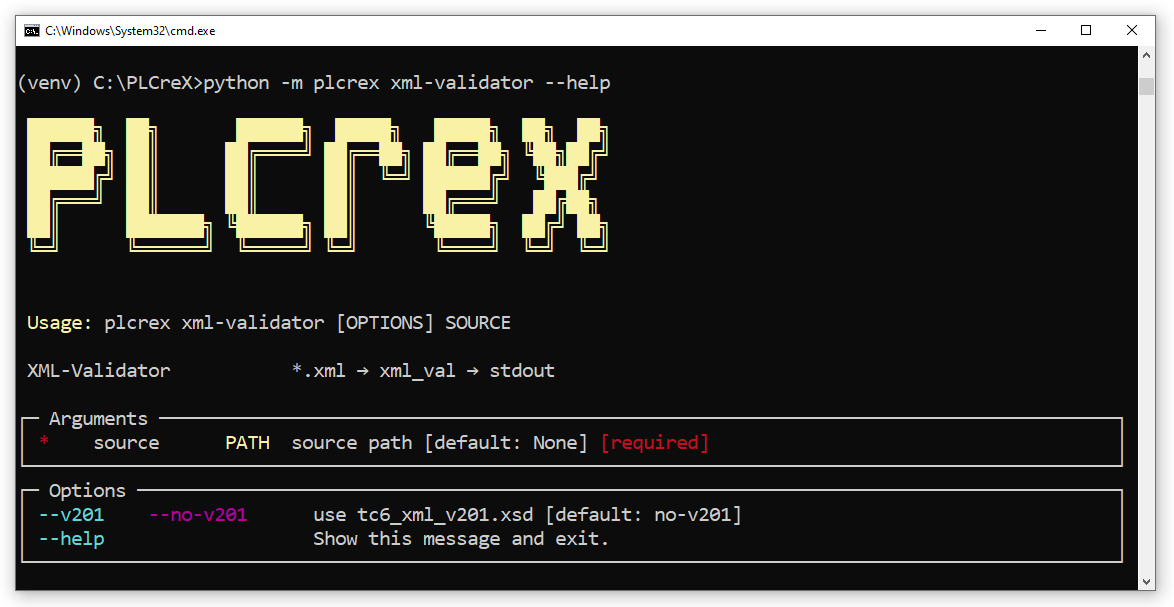 C:\Windows\System32\cmd.exe
(venv) C:\PLCreX>python -m plcrex xml-validator --help
PLCrex
Usage: plcrex xml-validator [OPTIONS] SOURCE
XML-Validator *.xml → xml_val → stdout
Arguments
* source PATH source path [default: None] [required]
Options
--v201 --no-v201 use tc6_xml_v201.xsd [default: no-v201]
--help Show this message and exit.